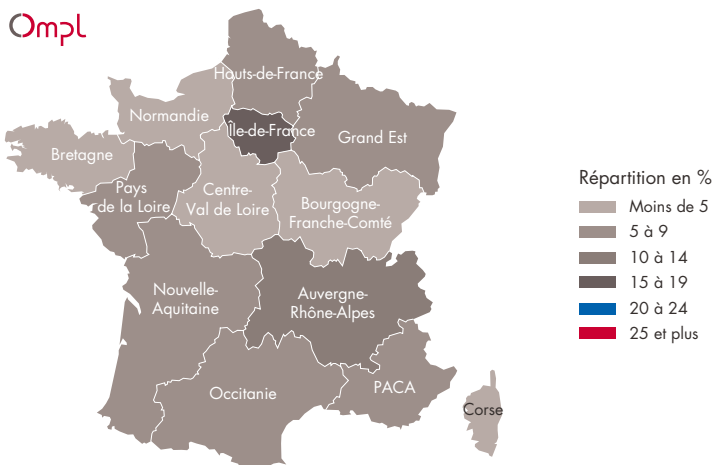 Ompl
Hauts-de-France
Normandie
Île-de-France
Grand Est
Bretagne
Pays
de la Loire
Centre-
Val de Loire
Bourgogne-
Franche-Comté
Nouvelle-
Aquitaine
Auvergne-
Rhône-Alpes
Occitanie
PACA
Corse
Répartition en %
Moins de 5
5 à 9
10 à 14
15 à 19
20 à 24
25 et plus